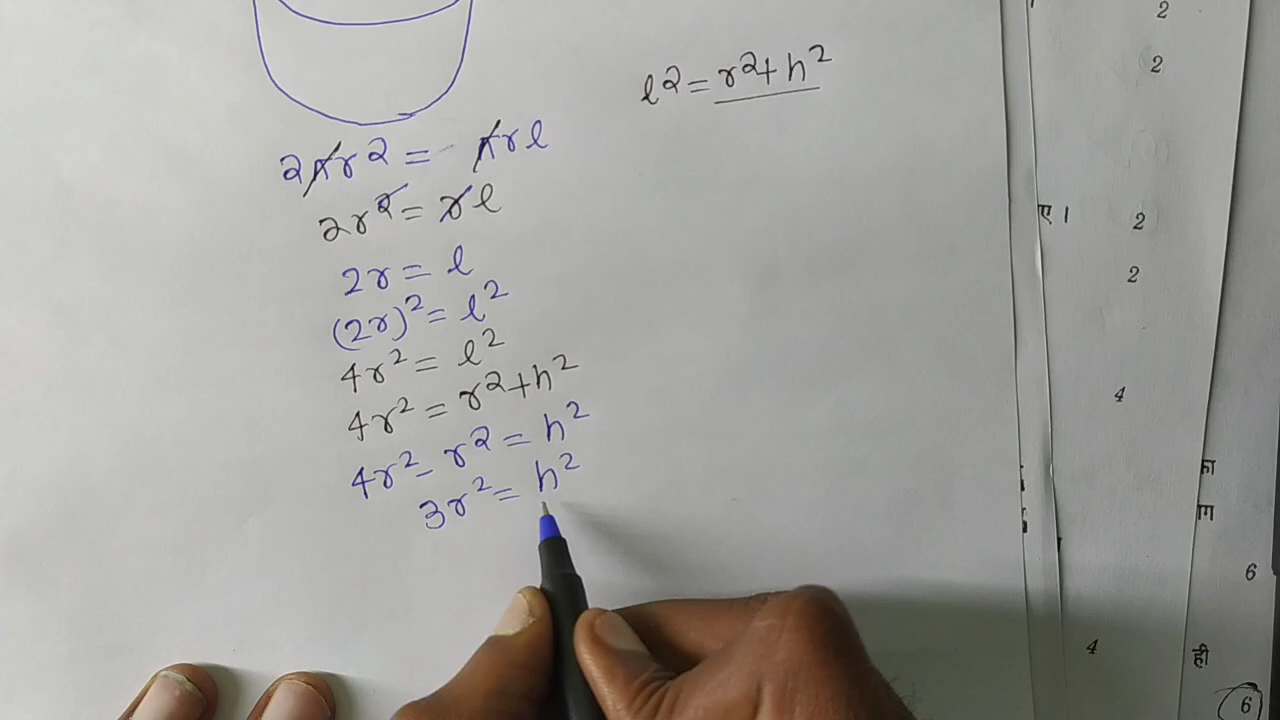 l² = r² + h²
2πr² = πrl
2r² = rl
2r = l
(2r)² = l²
4r² = l²
4r² = r² + h²
4r² - r² = h²
3r² = h²
2
2
ए । 2
2
4
का
ग
6
4 ही
6